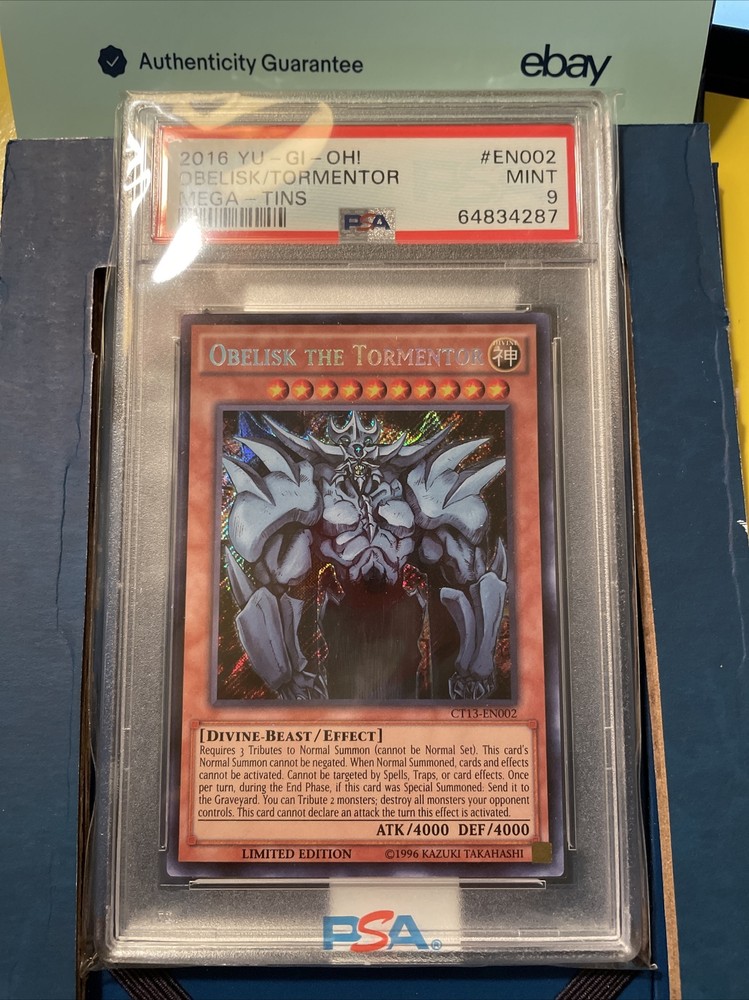 Authenticity Guarantee
ebay
2016 YU-GI-OH! #EN002
OBELISK/TORMENTOR MINT
MEGA-TINS 9
64834287
PSA
OBELISK THE TORMENTOR
DIVINE
神
CT13-EN002
[DIVINE-BEAST/EFFECT]
Requires 3 Tributes to Normal Summon (cannot be Normal Set). This card's
Normal Summon cannot be negated. When Normal Summoned, cards and effects
cannot be activated. Cannot be targeted by Spells, Traps, or card effects. Once
per turn, during the End Phase, if this card was Special Summoned: Send it to
the Graveyard. You can Tribute 2 monsters; destroy all monsters your opponent
controls. This card cannot declare an attack the turn this effect is activated.
ATK/4000 DEF/4000
LIMITED EDITION ©1996 KAZUKI TAKAHASHI
PSA®